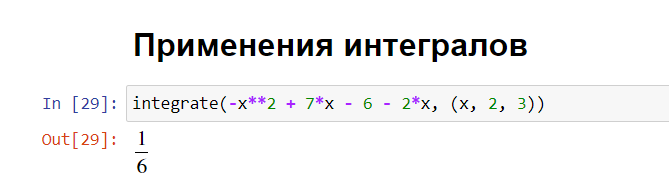 Применения интегралов
In [29]: integrate(-x**2 + 7*x - 6 - 2*x, (x, 2, 3))
Out[29]: 1
6